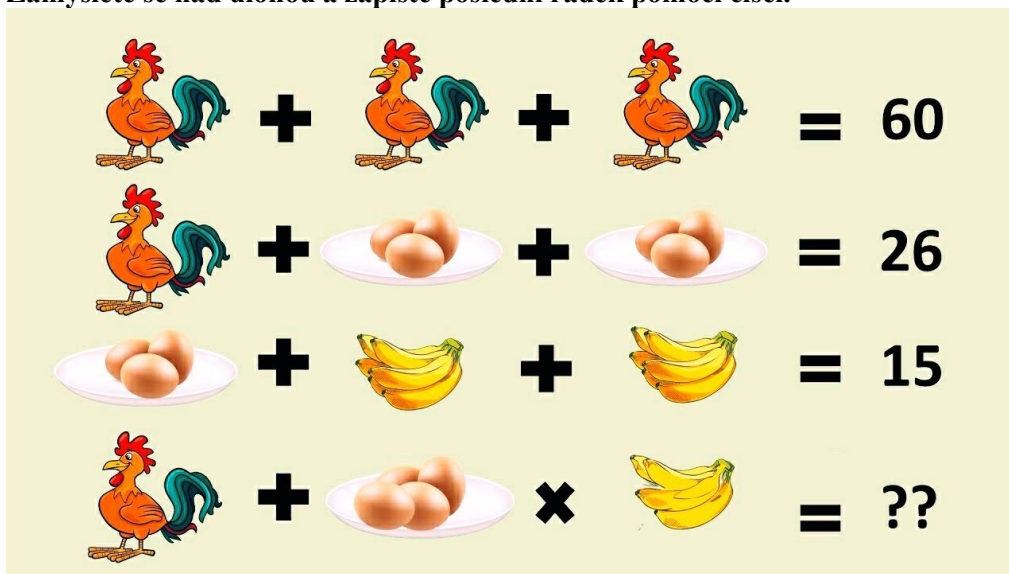 Zamyslete se nad úlohou a zapište poslední řádek pomocí čísel.
+ + = 60
+ + = 26
+ + = 15
+ × = ??